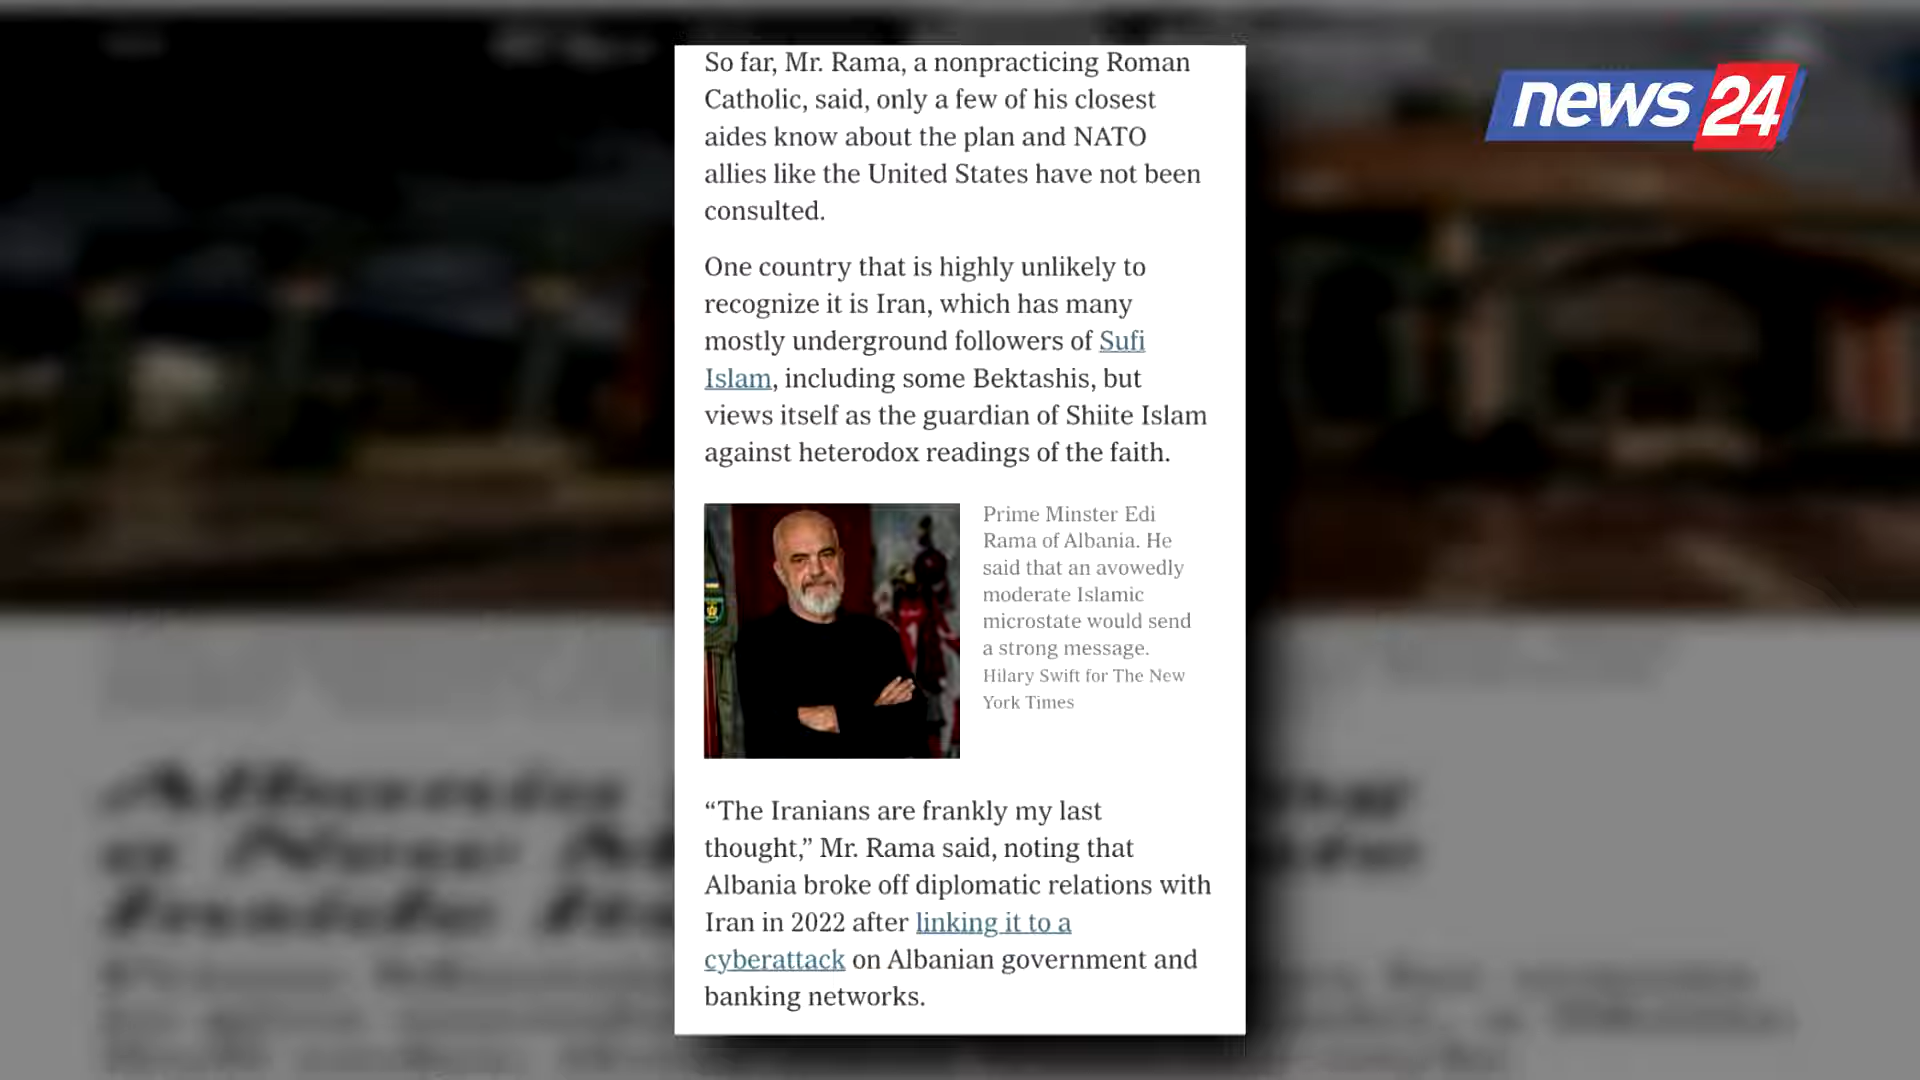 news 24
So far, Mr. Rama, a nonpracticing Roman
Catholic, said, only a few of his closest
aides know about the plan and NATO
allies like the United States have not been
consulted.
One country that is highly unlikely to
recognize it is Iran, which has many
mostly underground followers of Sufi
Islam, including some Bektashis, but
views itself as the guardian of Shiite Islam
against heterodox readings of the faith.
Prime Minster Edi
Rama of Albania. He
said that an avowedly
moderate Islamic
microstate would send
a strong message.
Hilary Swift for The New
York Times
“The Iranians are frankly my last
thought,” Mr. Rama said, noting that
Albania broke off diplomatic relations with
Iran in 2022 after linking it to a
cyberattack on Albanian government and
banking networks.